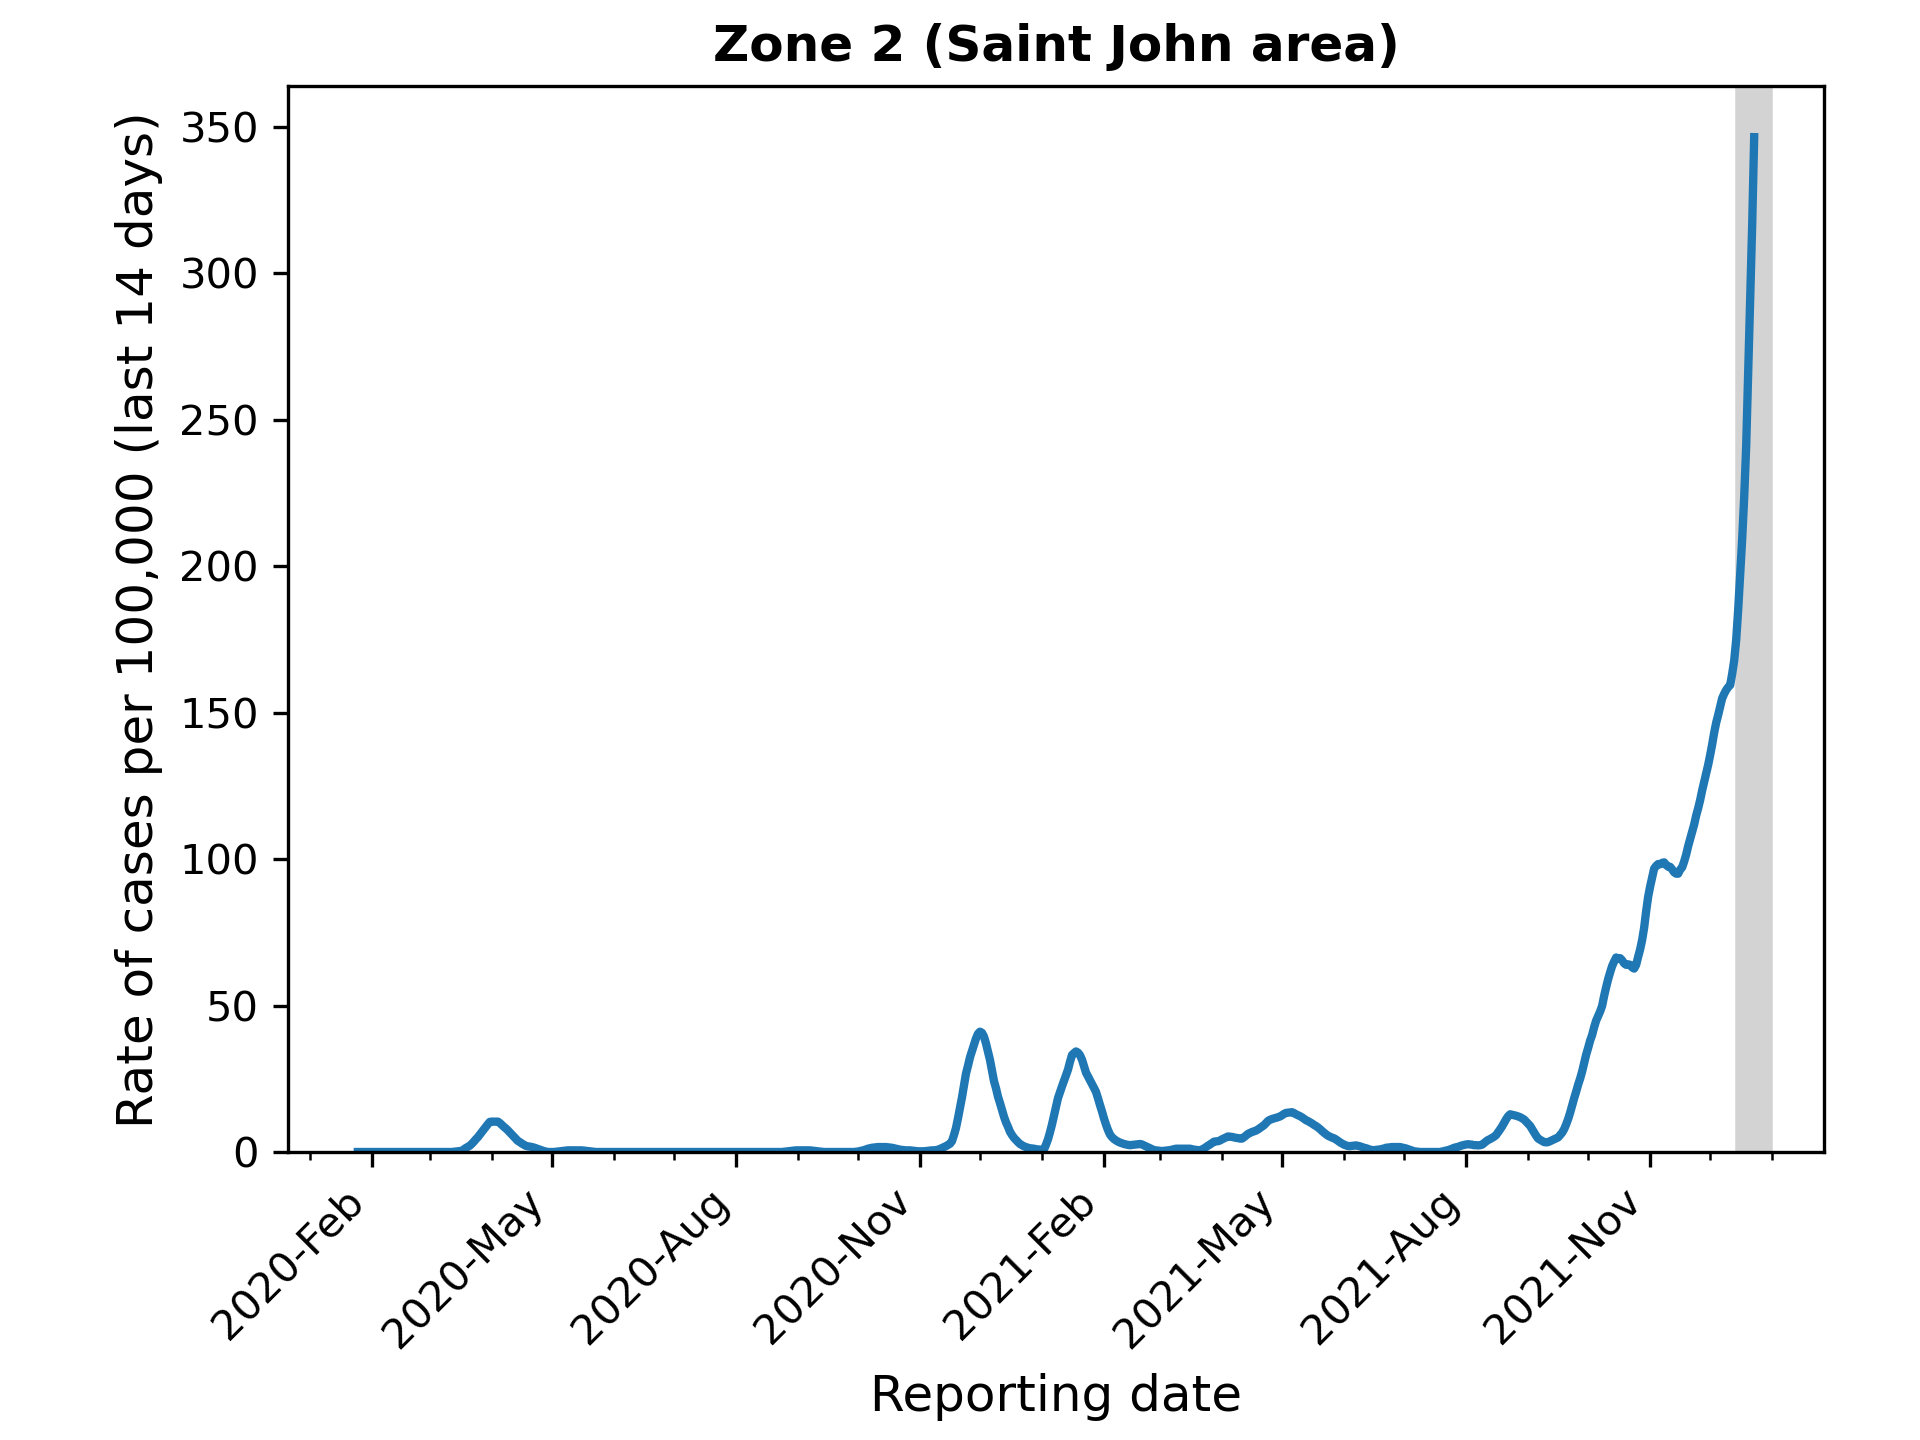 Zone 2 (Saint John area)
Rate of cases per 100,000 (last 14 days)
350
300
250
200
150
100
50
0
2020-Feb
2020-May
2020-Aug
2020-Nov
2021-Feb
2021-May
2021-Aug
2021-Nov
Reporting date